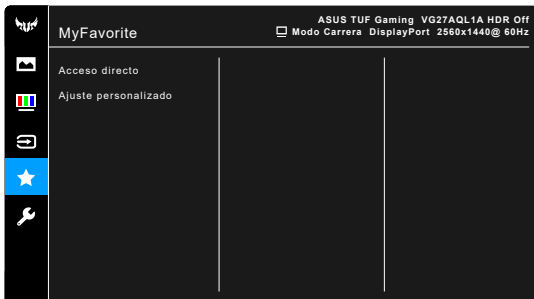 ASUS TUF Gaming VG27AQL1A HDR Off
MyFavorite
Modo Carrera DisplayPort 2560x1440@ 60Hz
Acceso directo
Ajuste personalizado